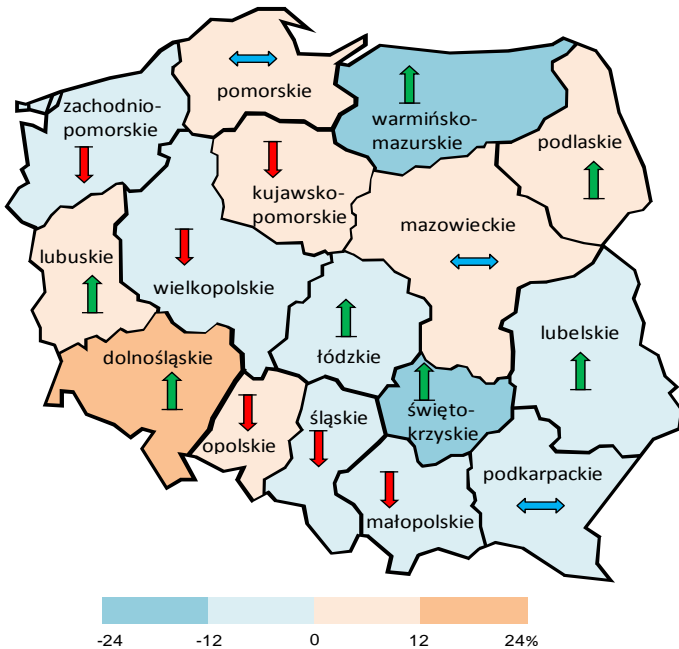 pomorskie
zachodnio-
pomorskie
warmińsko-
mazurskie
podlaskie
kujawsko-
pomorskie
mazowieckie
lubuskie
wielkopolskie
łódzkie
lubelskie
dolnośląskie
święto-
krzyskie
śląskie
opolskie
podkarpackie
małopolskie
-24 -12 0 12 24%